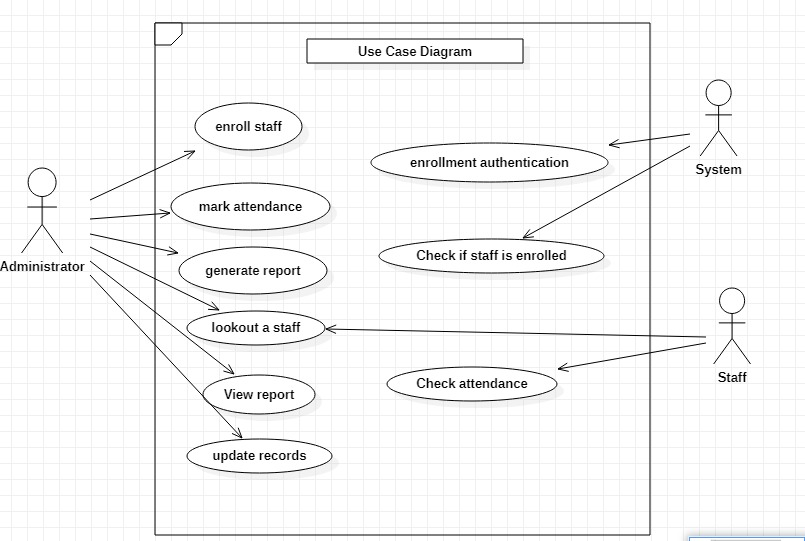 Use Case Diagram
enroll staff
enrollment authentication
System
mark attendance
Administrator
generate report
Check if staff is enrolled
lookout a staff
Staff
View report
Check attendance
update records